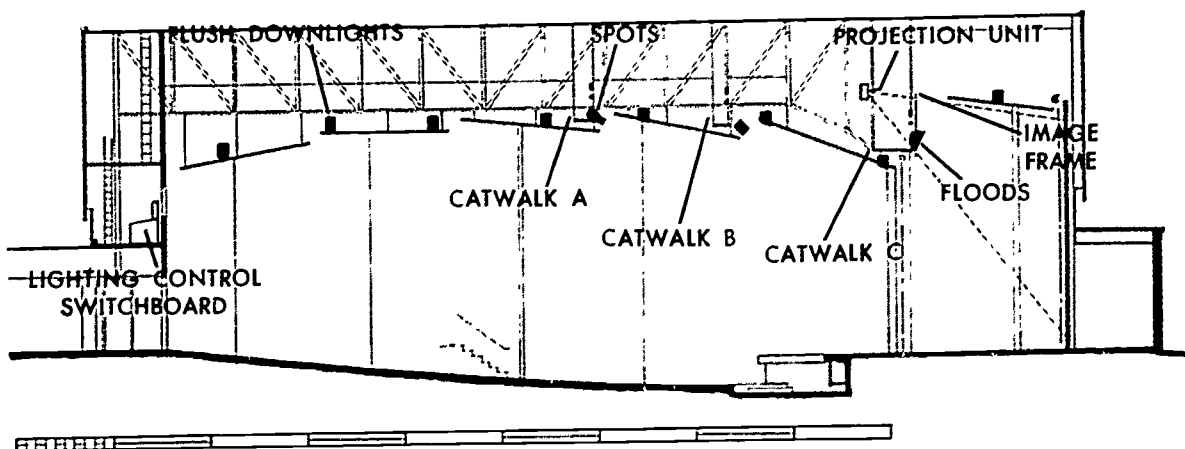 FLUSH DOWNLIGHTS
SPOTS
PROJECTION UNIT
IMAGE
FRAME
CATWALK A
FLOODS
CATWALK B
CATWALK C
LIGHTING CONTROL
SWITCHBOARD